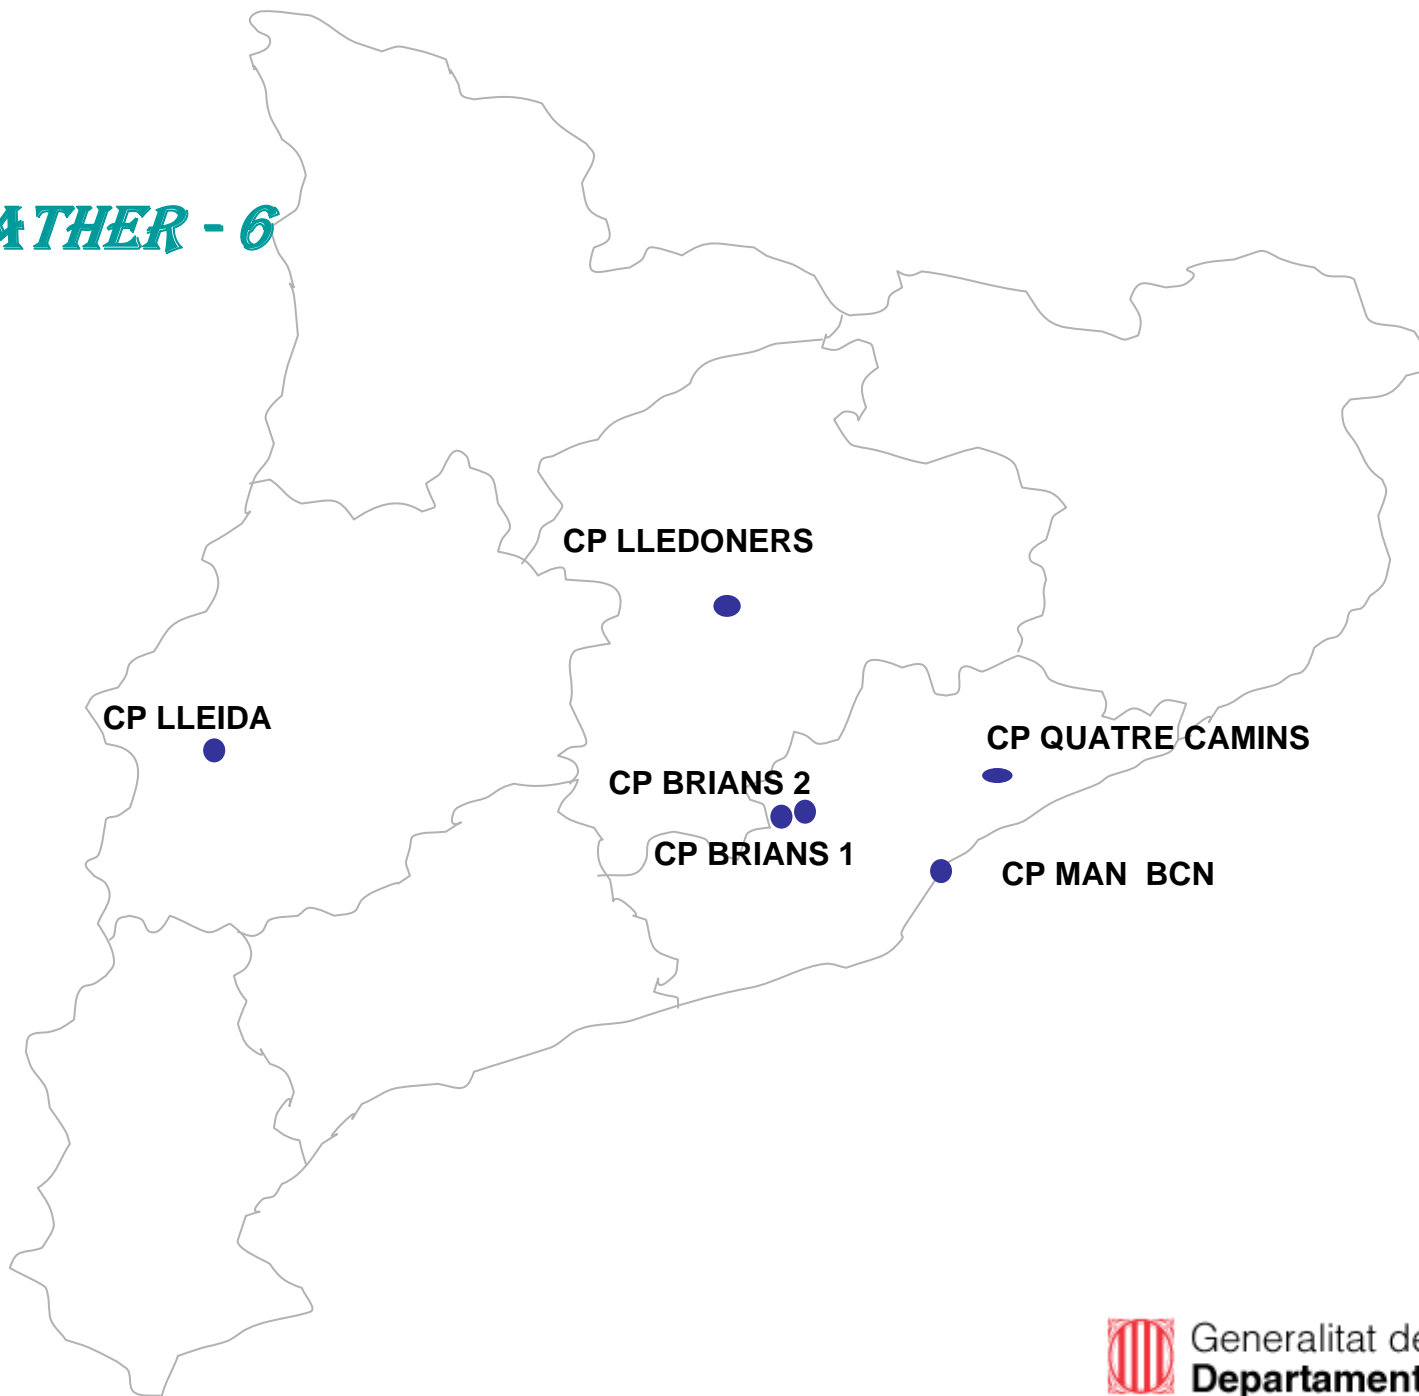 ATHER - 6
CP LLEDONERS
CP LLEIDA
CP QUATRE CAMINS
CP BRIANS 2
CP BRIANS 1
CP MAN BCN
Generalitat de
Departament